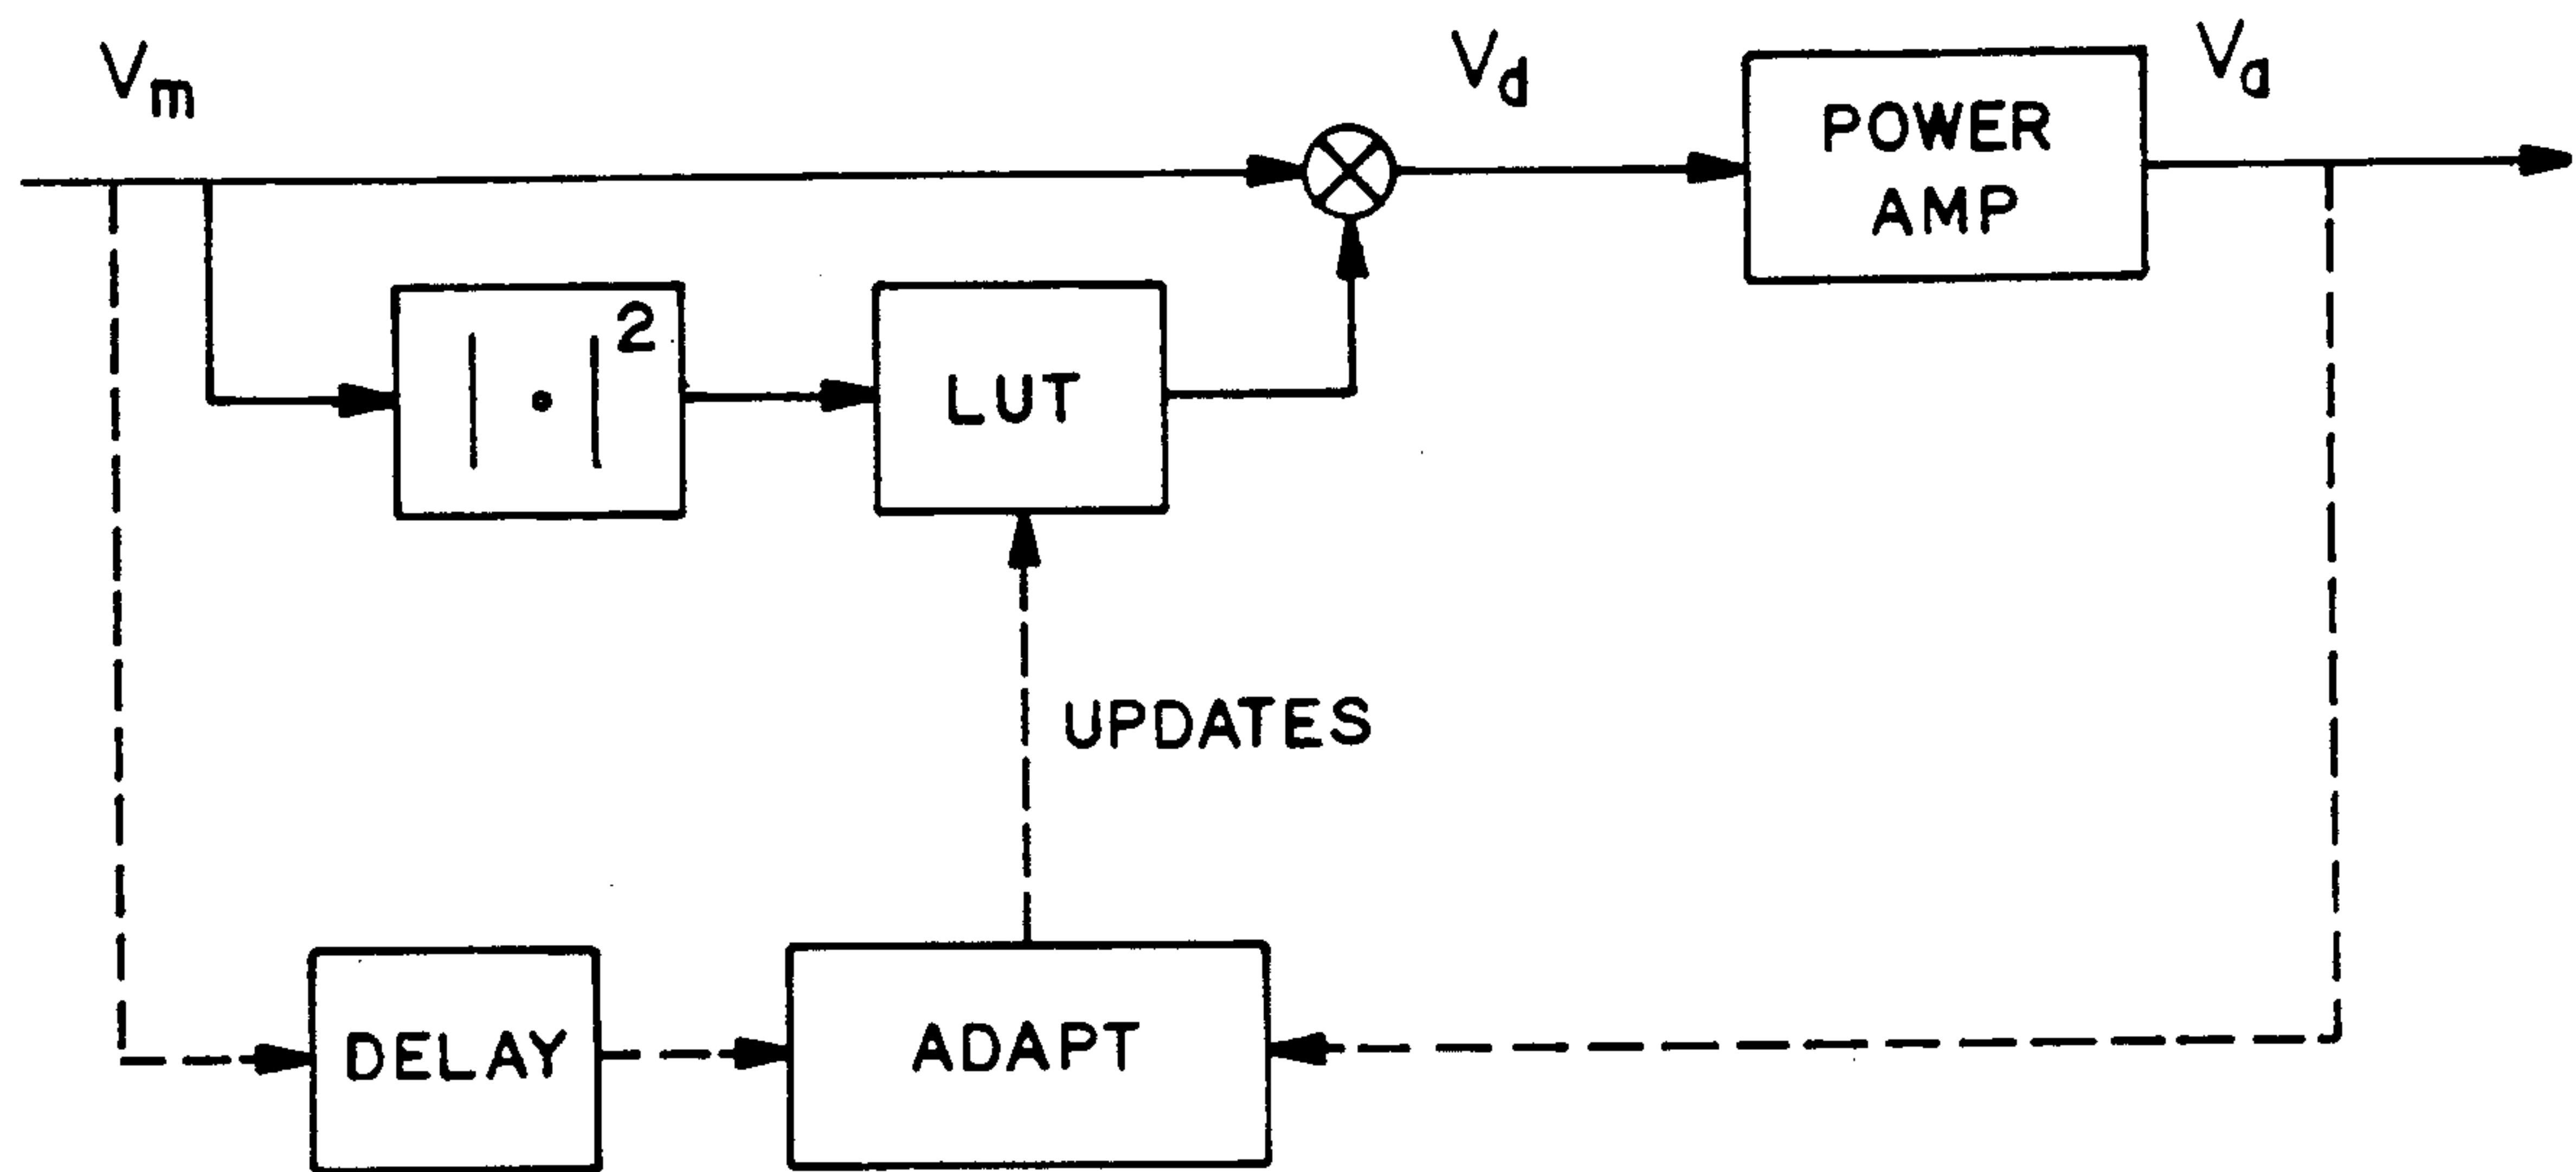 Vm
Vd
POWER
AMP
Va
|·|2
LUT
UPDATES
DELAY
ADAPT